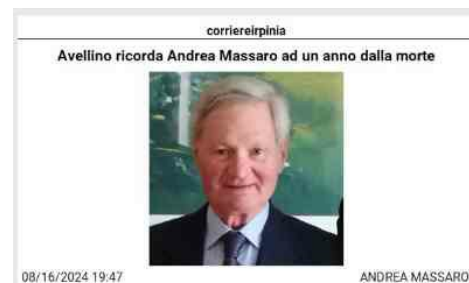 corriereirpinia
Avellino ricorda Andrea Massaro ad un anno dalla morte
08/16/2024 19:47
ANDREA MASSARO